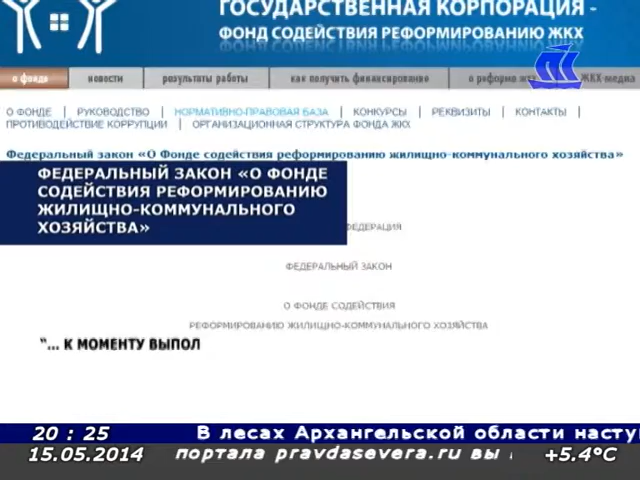 ГОСУДАРСТВЕННАЯ КОРПОРАЦИЯ -
ФОНД СОДЕЙСТВИЯ РЕФОРМИРОВАНИЮ ЖКХ
о фонде новости результаты работы как получить финансирование о реформе жкх ЖКХ-медиа
О ФОНДЕ | РУКОВОДСТВО | НОРМАТИВНО-ПРАВОВАЯ БАЗА | КОНКУРСЫ | РЕКВИЗИТЫ | КОНТАКТЫ |
ПРОТИВОДЕЙСТВИЕ КОРРУПЦИИ | ОРГАНИЗАЦИОННАЯ СТРУКТУРА ФОНДА ЖКХ
Федеральный закон «О Фонде содействия реформированию жилищно-коммунального хозяйства»
ФЕДЕРАЛЬНЫЙ ЗАКОН «О ФОНДЕ
СОДЕЙСТВИЯ РЕФОРМИРОВАНИЮ
ЖИЛИЩНО-КОММУНАЛЬНОГО
ХОЗЯЙСТВА»
ФЕДЕРАЦИЯ
ФЕДЕРАЛЬНЫЙ ЗАКОН
О ФОНДЕ СОДЕЙСТВИЯ
РЕФОРМИРОВАНИЮ ЖИЛИЩНО-КОММУНАЛЬНОГО ХОЗЯЙСТВА
"... К МОМЕНТУ ВЫПОЛ
20 : 25 В лесах Архангельской области насту
15.05.2014 портала pravdasevera.ru вы +5.4°C